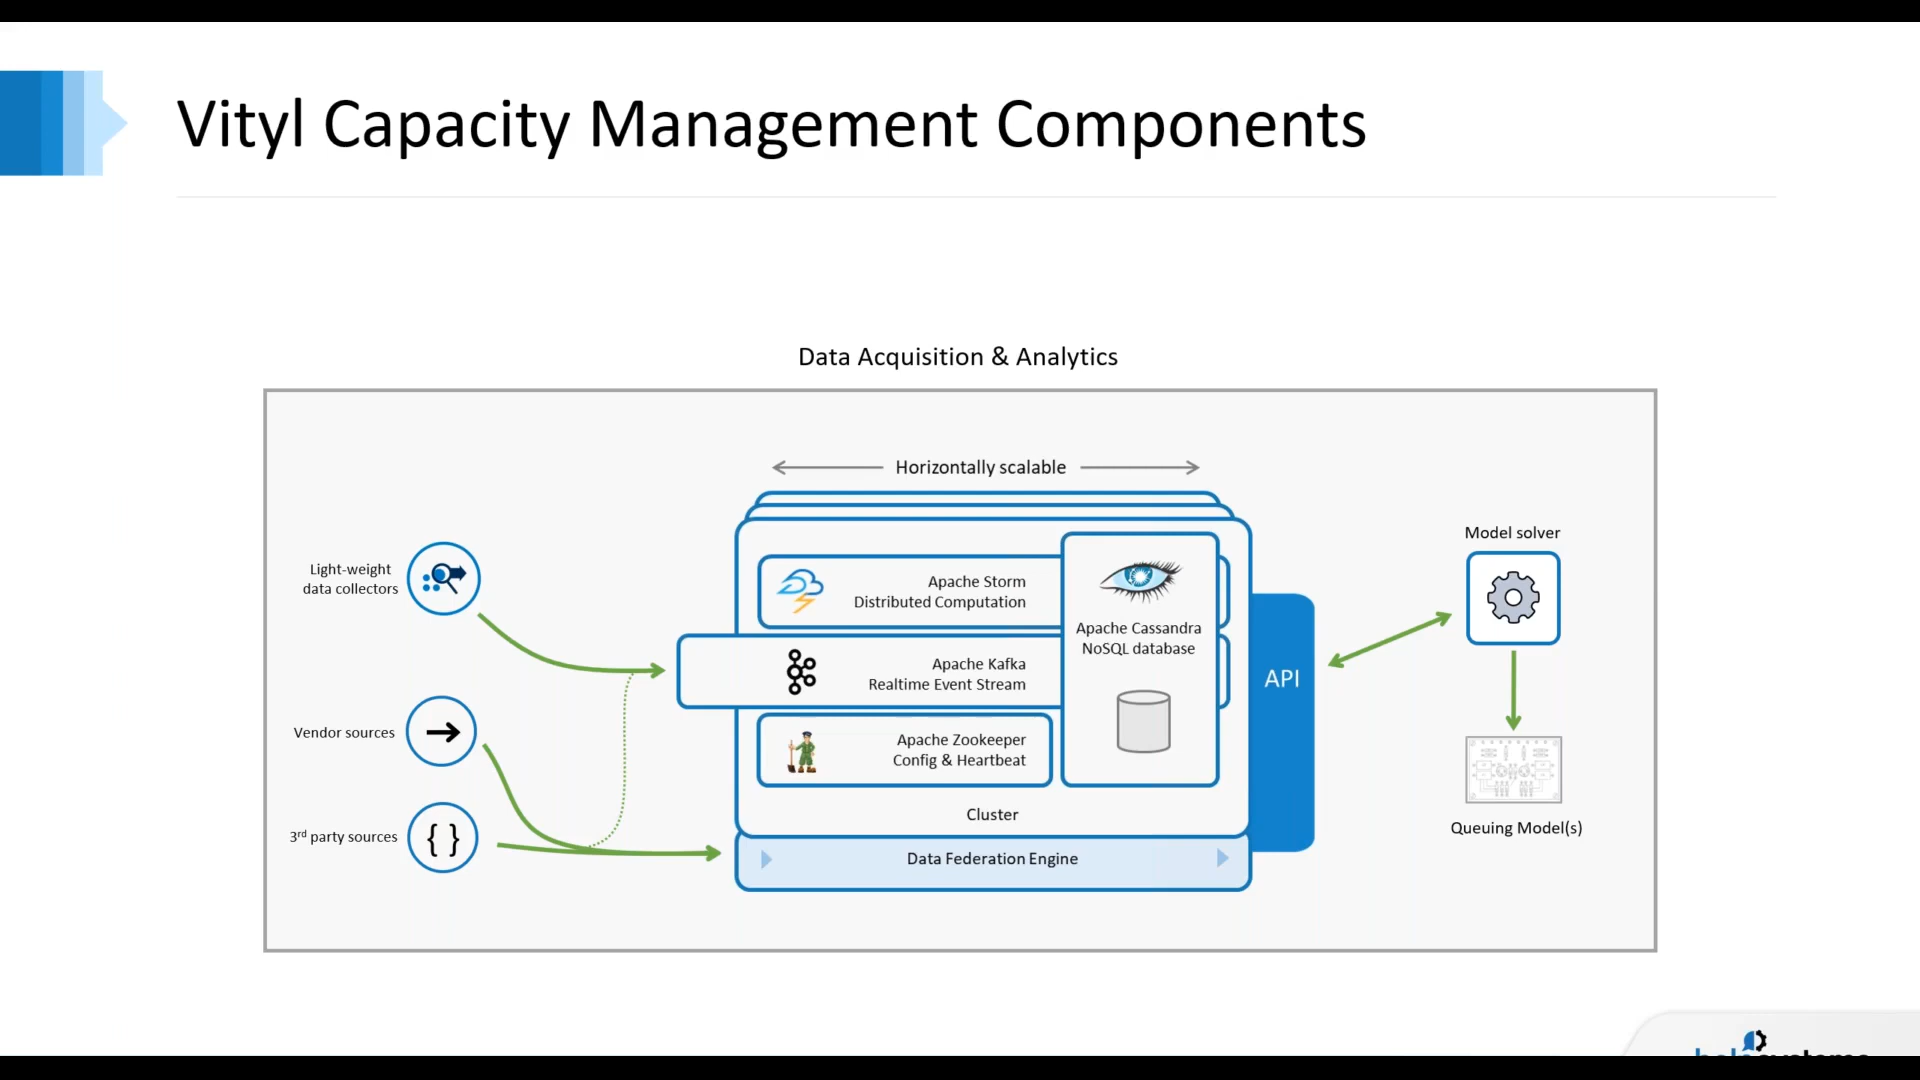 Vityl Capacity Management Components
Data Acquisition & Analytics
Horizontally scalable
Light-weight
data collectors
Vendor sources
3rd party sources
{ }
Apache Storm
Distributed Computation
Apache Kafka
Realtime Event Stream
Apache Zookeeper
Config & Heartbeat
Apache Cassandra
NoSQL database
Cluster
Data Federation Engine
API
Model solver
Queuing Model(s)